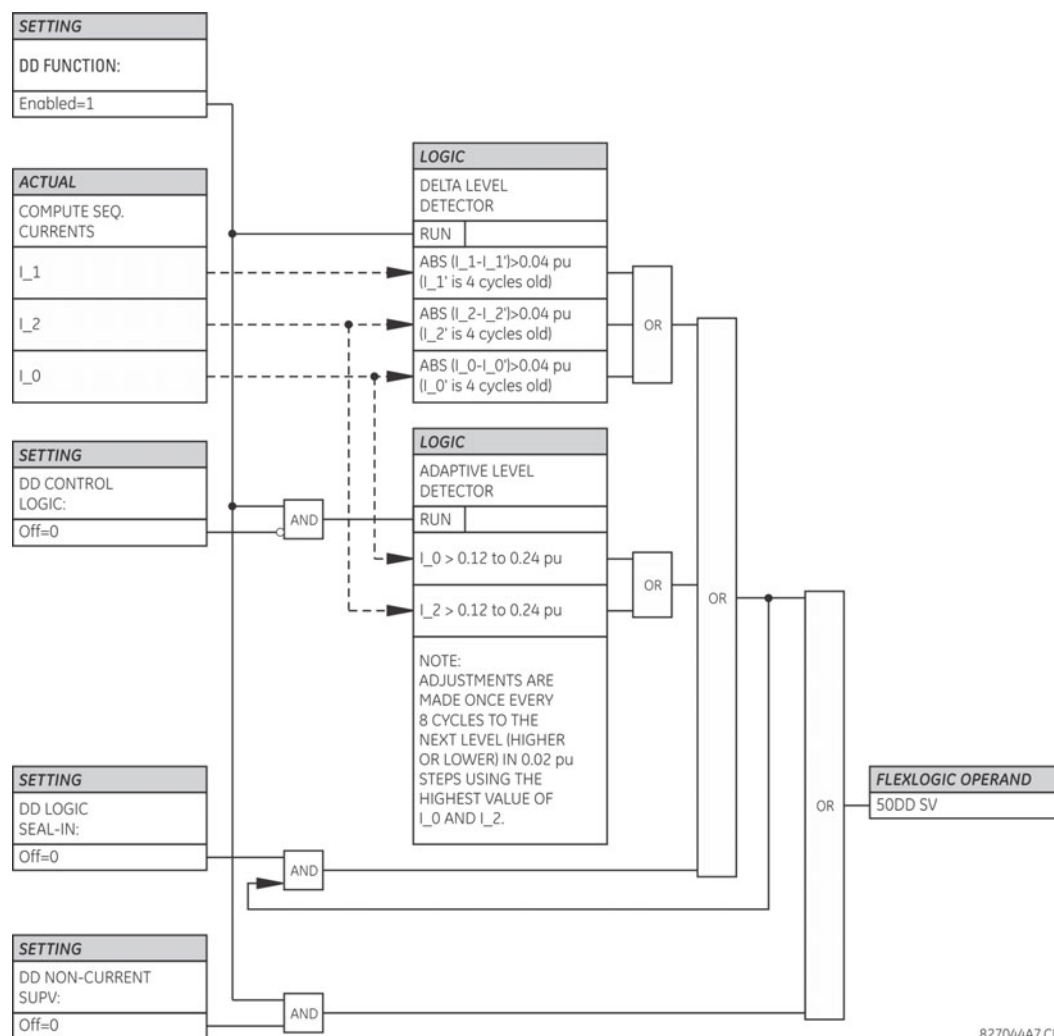 SETTING
DD FUNCTION:
Enabled=1
ACTUAL
COMPUTE SEQ.
CURRENTS
I_1
I_2
I_0
SETTING
DD CONTROL
LOGIC:
Off=0
SETTING
DD LOGIC
SEAL-IN:
Off=0
SETTING
DD NON-CURRENT
SUPV:
Off=0
AND
AND
AND
LOGIC
DELTA LEVEL
DETECTOR
RUN
ABS (I_1-I_1')>0.04 pu
(I_1' is 4 cycles old)
ABS (I_2-I_2')>0.04 pu
(I_2' is 4 cycles old)
ABS (I_0-I_0')>0.04 pu
(I_0' is 4 cycles old)
LOGIC
ADAPTIVE LEVEL
DETECTOR
RUN
I_0 > 0.12 to 0.24 pu
I_2 > 0.12 to 0.24 pu
NOTE:
ADJUSTMENTS ARE
MADE ONCE EVERY
8 CYCLES TO THE
NEXT LEVEL (HIGHER
OR LOWER) IN 0.02 pu
STEPS USING THE
HIGHEST VALUE OF
I_0 AND I_2.
OR
OR
OR
OR
FLEXLOGIC OPERAND
50DD SV